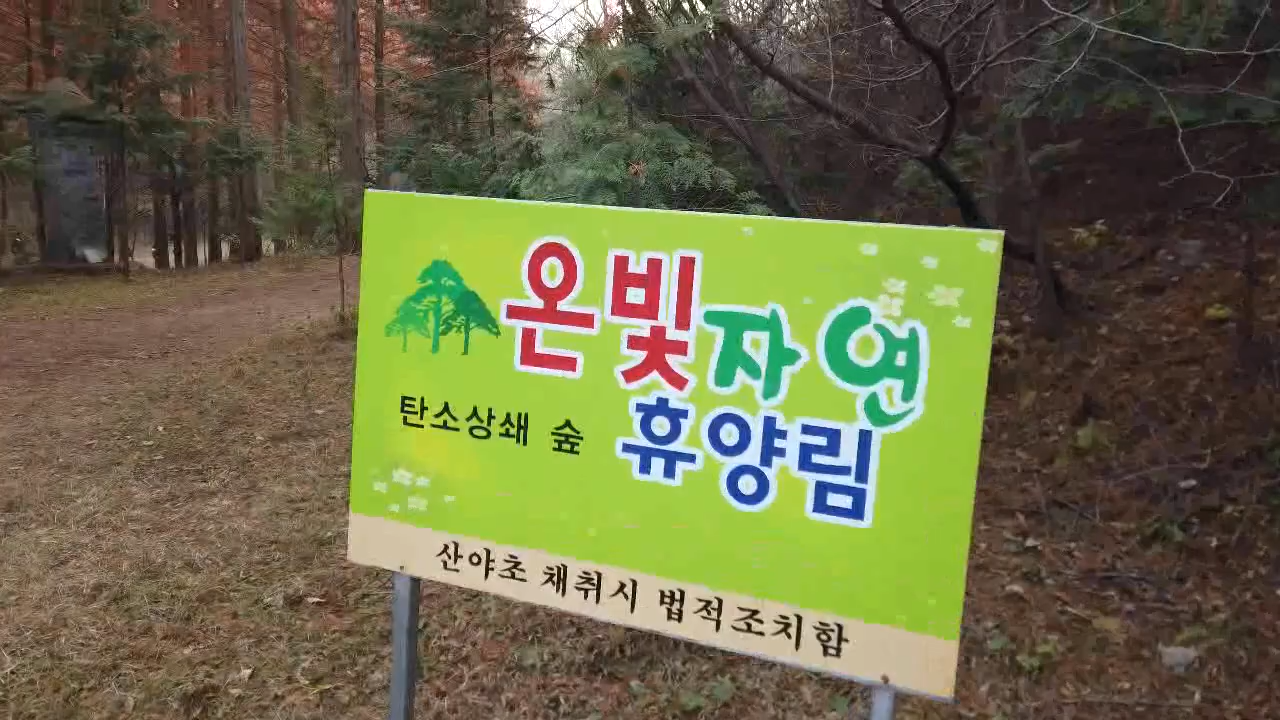 온빛자연
휴양림
탄소상쇄 숲
산야초 채취시 법적조치함